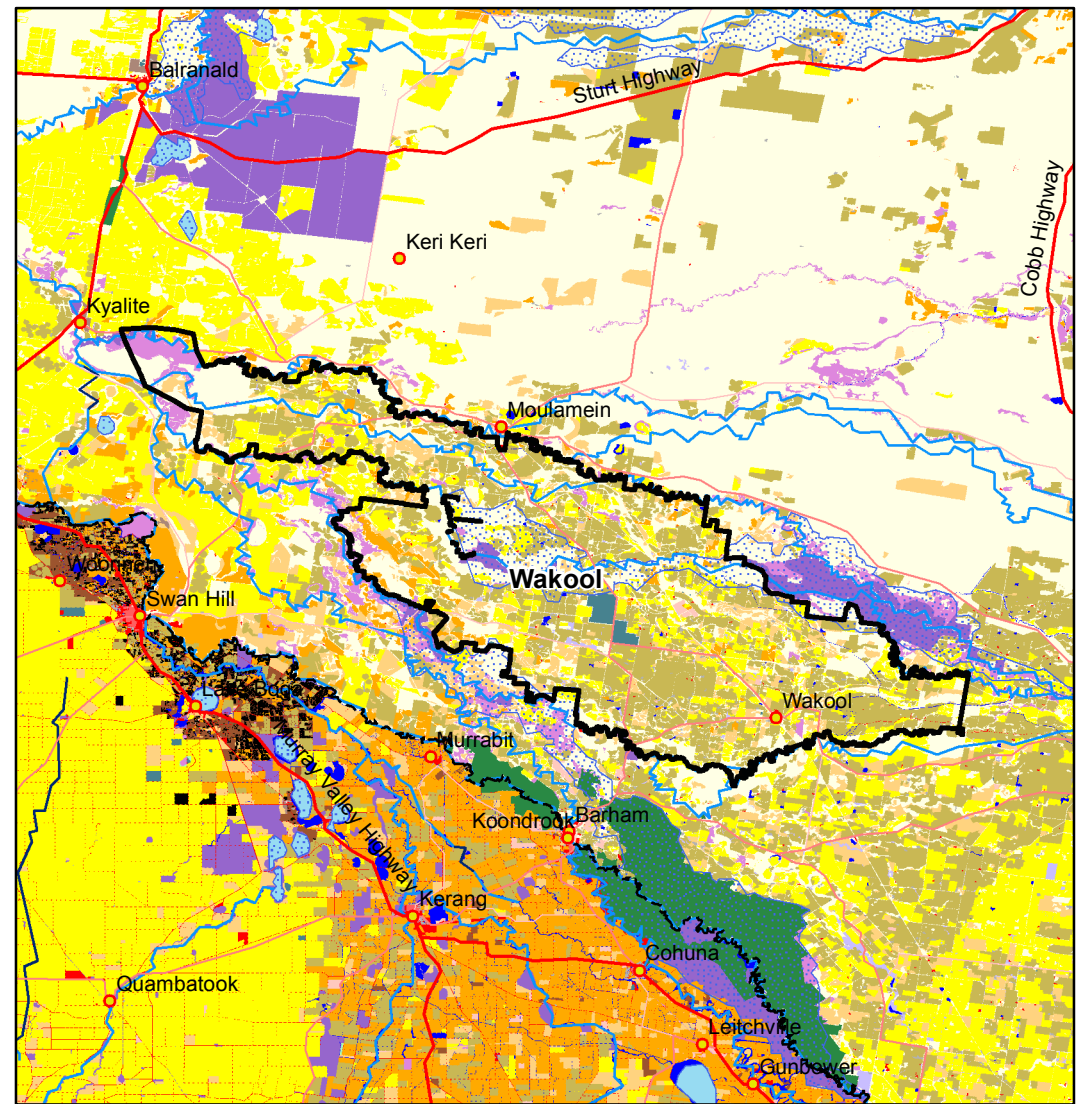 Balranald
Sturt Highway
Cobb Highway
Keri Keri
Kyalite
Moulamein
Wakool
Woorinen
Swan Hill
Lake Boga
Wakool
Murrabit
Murray Valley Highway
Koondrook
Barham
Kerang
Cohuna
Quambatook
Leitchville
Gunbower